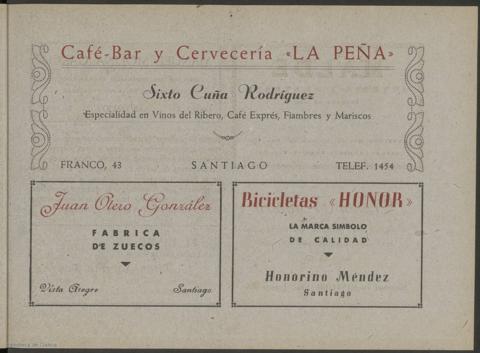 Café-Bar y Cervecería «LA PEÑA»
Sixto Cuña Rodríguez
Especialidad en Vinos del Ribero, Café Exprés, Fiambres y Mariscos
FRANCO, 43 SANTIAGO TELEF. 1454
Juan Otero González
FABRICA
DE ZUECOS
Vista Alegre Santiago
Bicicletas «HONOR»
LA MARCA SIMBOLO
DE CALIDAD
Honorino Méndez
Santiago